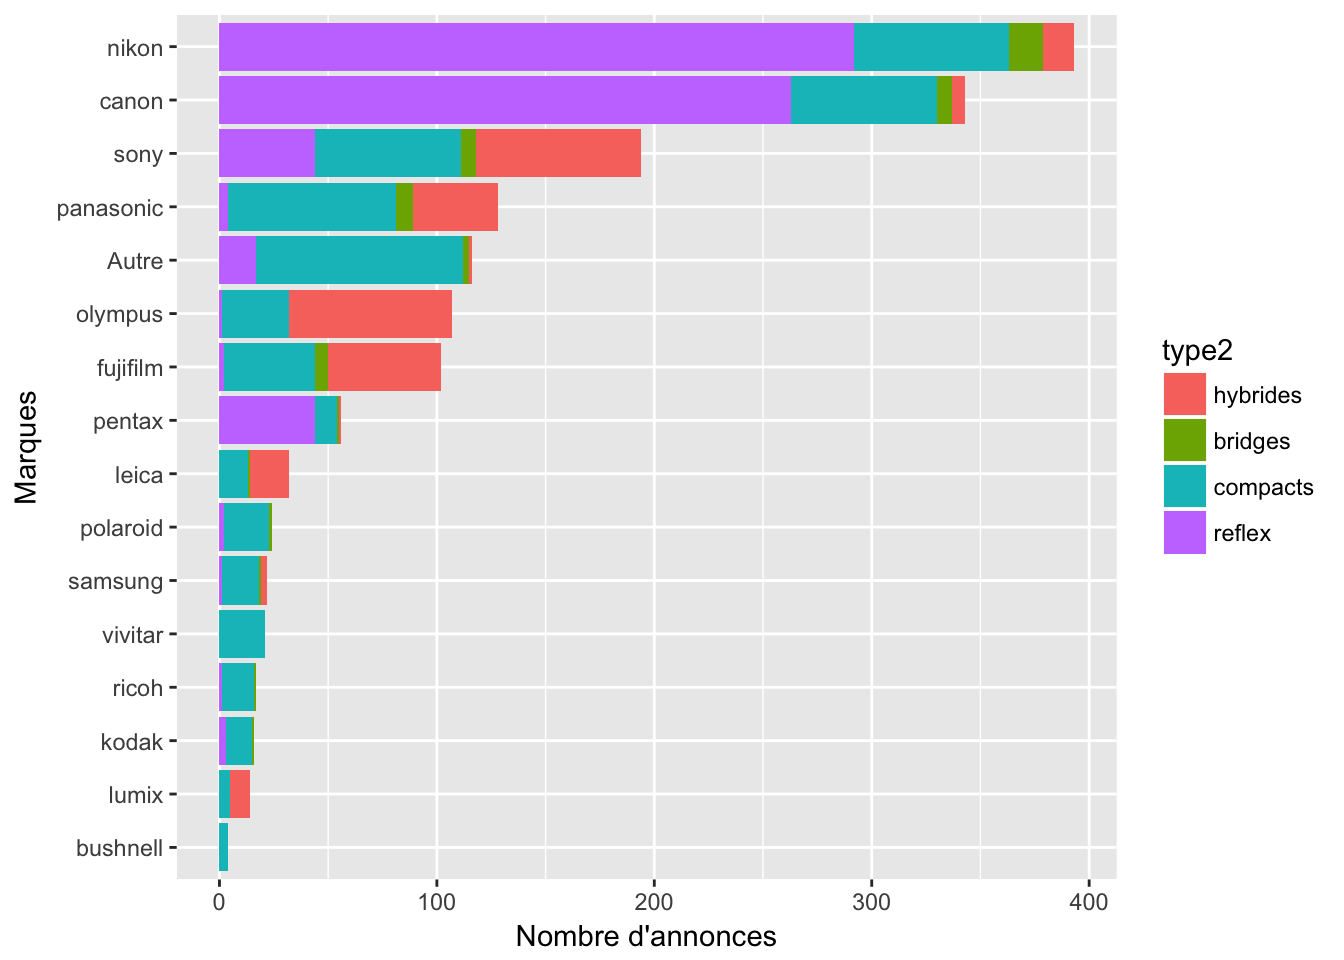 nikon
canon
sony
panasonic
Autre
olympus
fujifilm
pentax
leica
polaroid
samsung
vivitar
ricoh
kodak
lumix
bushnell
Marques
0 100 200 300 400
Nombre d'annonces
type2
hybrides
bridges
compacts
reflex